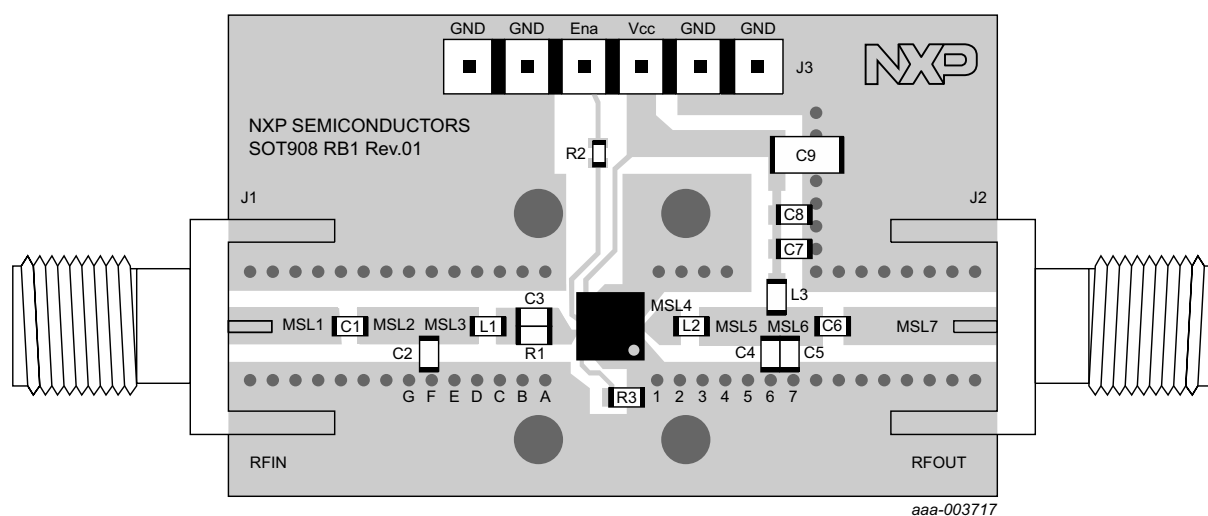 GND GND Ena Vcc GND GND
J3
NXP
NXP SEMICONDUCTORS
SOT908 RB1 Rev.01
R2
C9
J1
J2
C8
C7
C3
MSL4
L3
MSL1 C1 MSL2 MSL3 L1
L2 MSL5 MSL6 C6 MSL7
C2
R1
C4
C5
R3
G F E D C B A
1 2 3 4 5 6 7
RFIN
RFOUT
aaa-003717